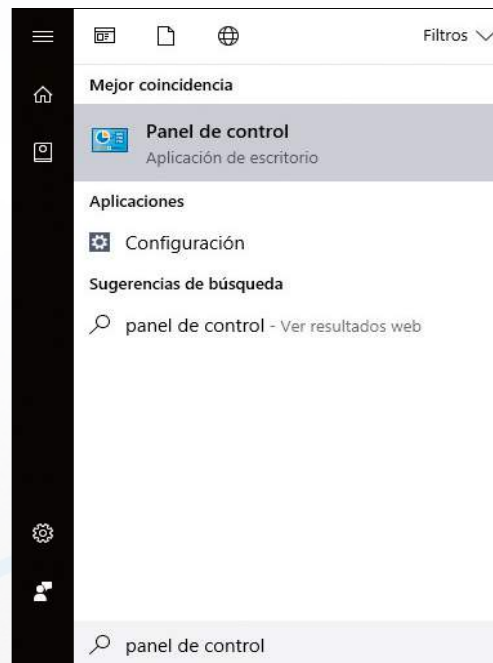 Filtros
Mejor coincidencia
Panel de control
Aplicación de escritorio
Aplicaciones
Configuración
Sugerencias de búsqueda
panel de control - Ver resultados web
panel de control